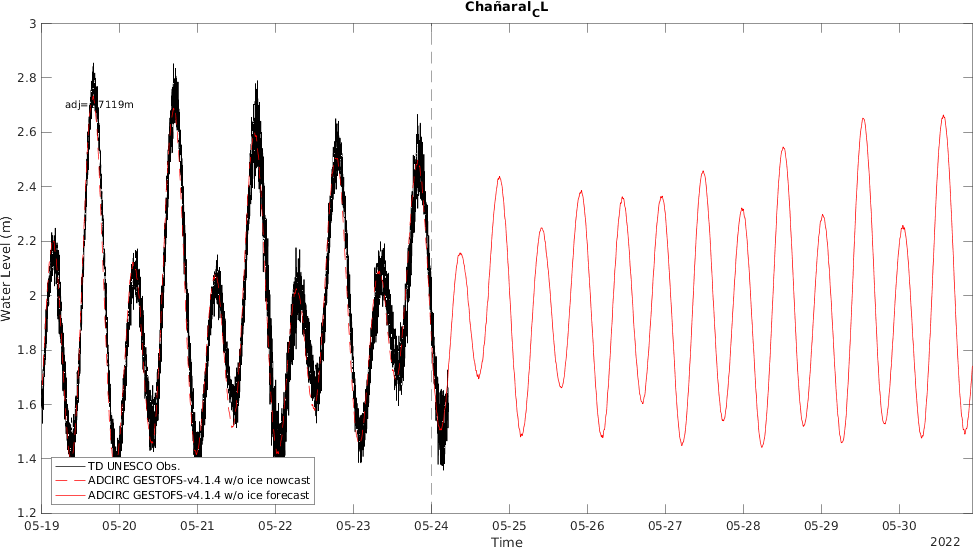 Chañaral_CL
3
2.8
adj=1.7119m
2.6
2.4
2.2
2
1.8
1.6
1.4
1.2
Water Level (m)
TD UNESCO Obs.
ADCIRC GESTOFS-v4.1.4 w/o ice nowcast
ADCIRC GESTOFS-v4.1.4 w/o ice forecast
05-19 05-20 05-21 05-22 05-23 05-24 05-25 05-26 05-27 05-28 05-29 05-30
Time
2022